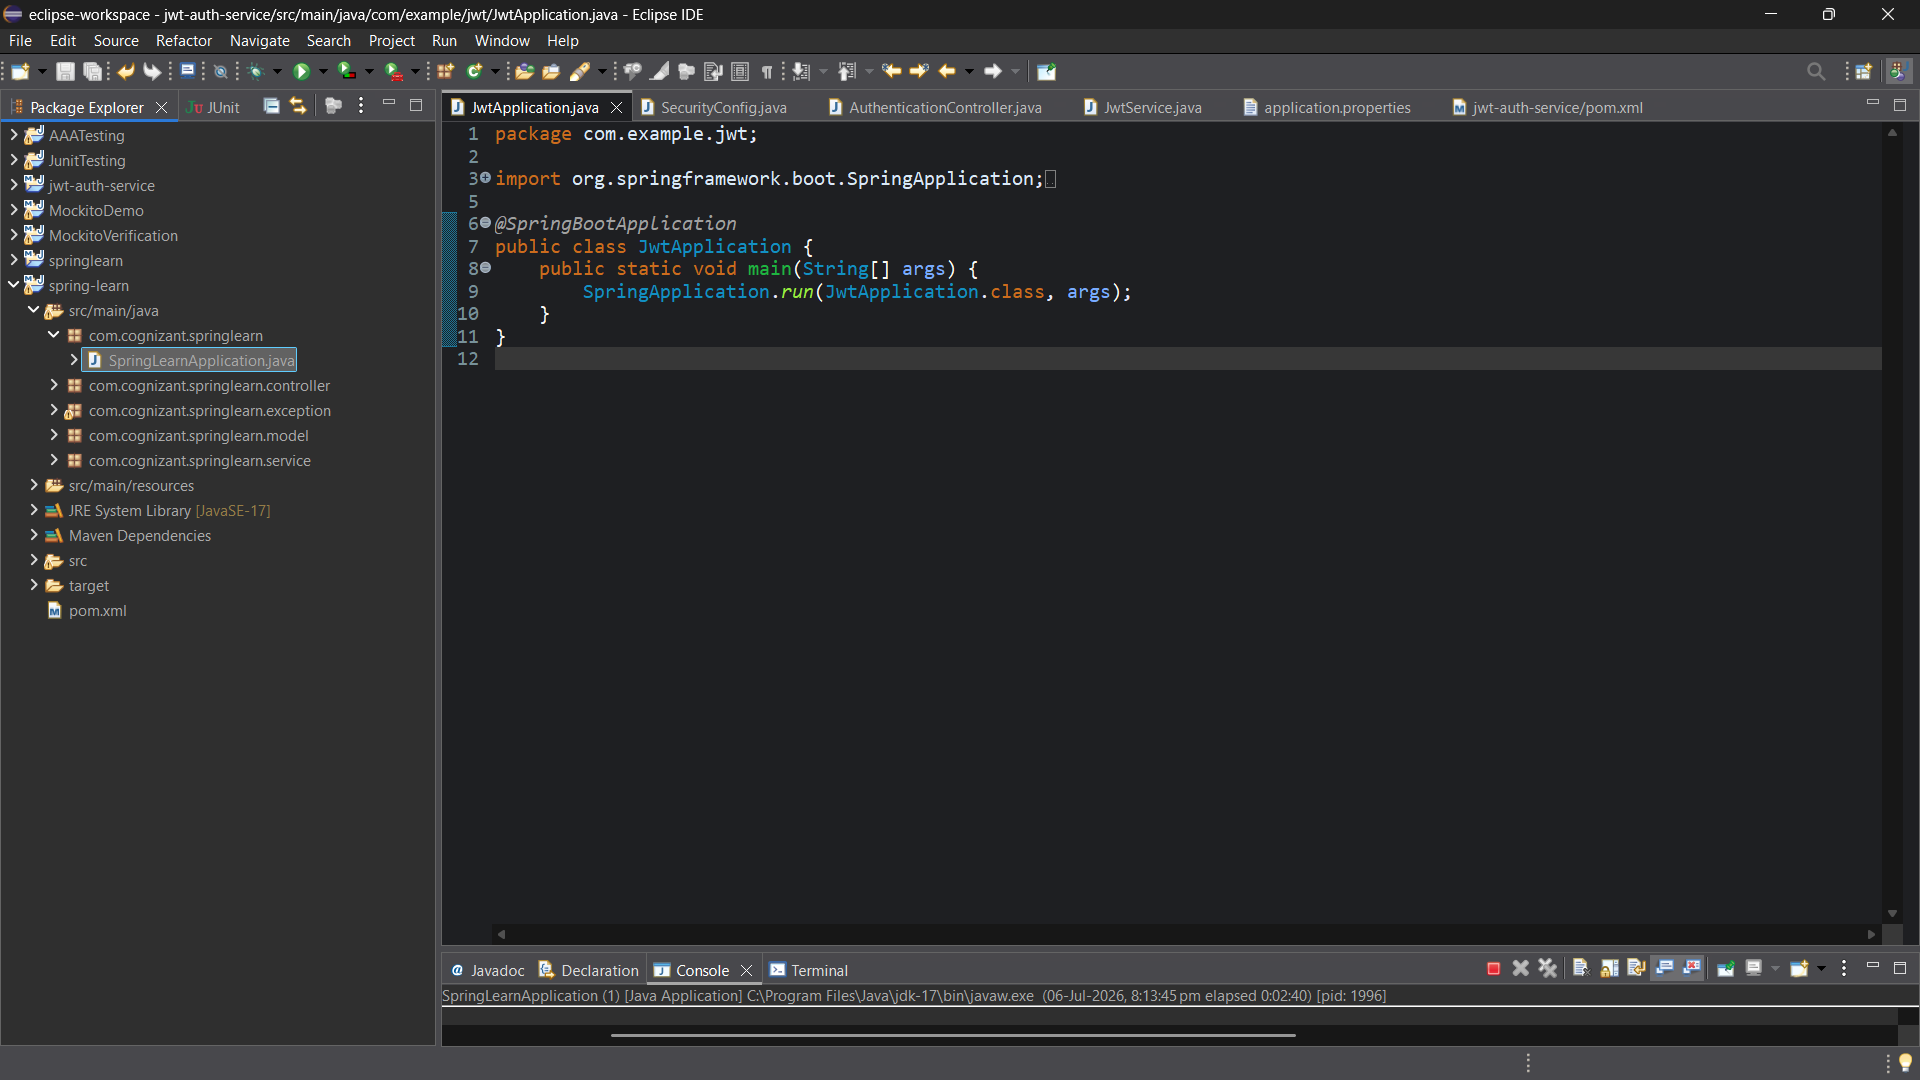 eclipse-workspace - jwt-auth-service/src/main/java/com/example/jwt/JwtApplication.java - Eclipse IDE
File Edit Source Refactor Navigate Search Project Run Window Help
Package Explorer JUnit
AAATesting
JunitTesting
jwt-auth-service
MockitoDemo
MockitoVerification
springlearn
spring-learn
src/main/java
com.cognizant.springlearn
SpringLearnApplication.java
com.cognizant.springlearn.controller
com.cognizant.springlearn.exception
com.cognizant.springlearn.model
com.cognizant.springlearn.service
src/main/resources
JRE System Library [JavaSE-17]
Maven Dependencies
src
target
pom.xml
JwtApplication.java SecurityConfig.java AuthenticationController.java JwtService.java application.properties jwt-auth-service/pom.xml
1 package com.example.jwt;
2
3 import org.springframework.boot.SpringApplication;
5
6 @SpringBootApplication
7 public class JwtApplication {
8 public static void main(String[] args) {
9 SpringApplication.run(JwtApplication.class, args);
10 }
11 }
12
Javadoc Declaration Console Terminal
SpringLearnApplication (1) [Java Application] C:\Program Files\Java\jdk-17\bin\javaw.exe (06-Jul-2026, 8:13:45 pm elapsed 0:02:40) [pid: 1996]